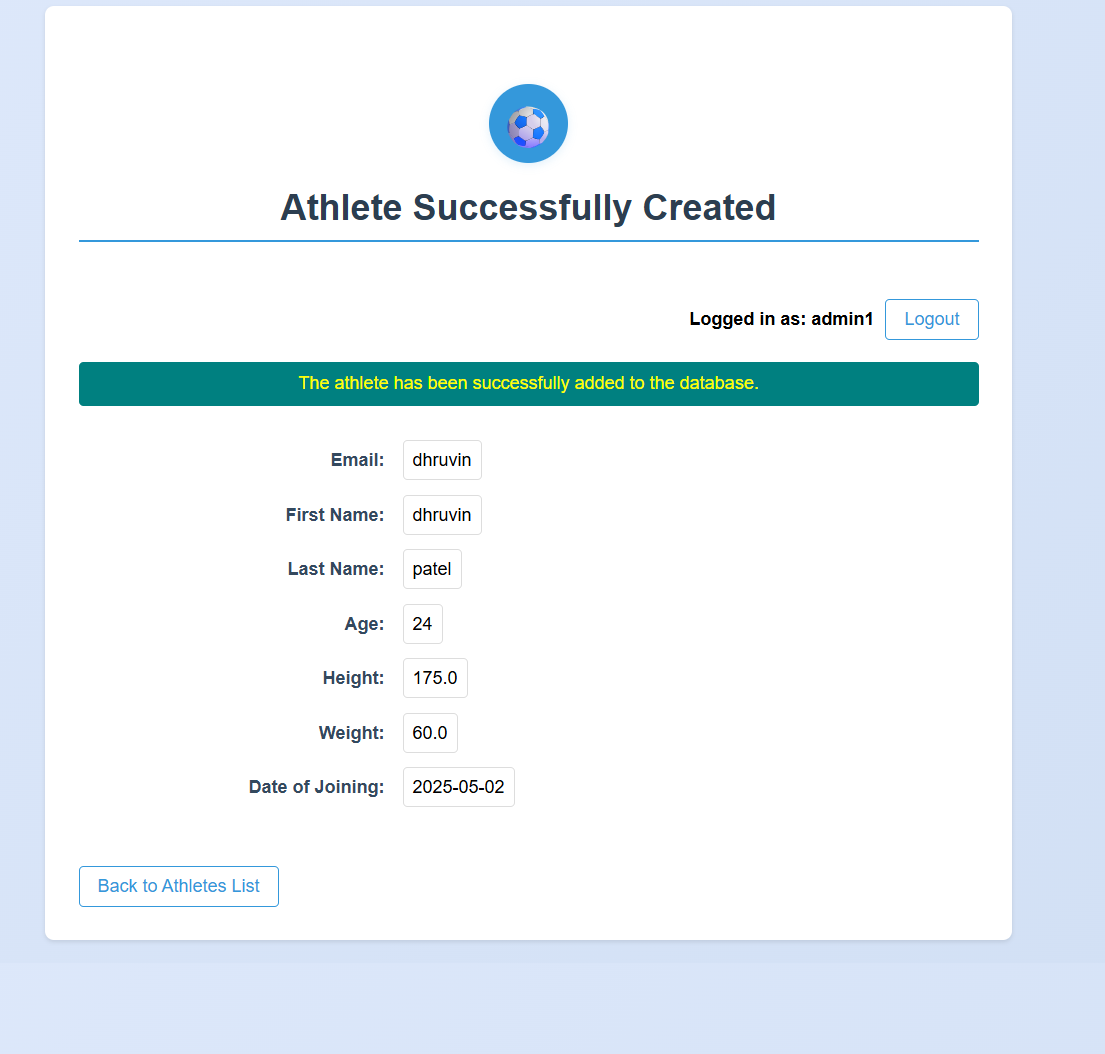 Athlete Successfully Created
Logged in as: admin1 Logout
The athlete has been successfully added to the database.
Email: dhruvin
First Name: dhruvin
Last Name: patel
Age: 24
Height: 175.0
Weight: 60.0
Date of Joining: 2025-05-02
Back to Athletes List